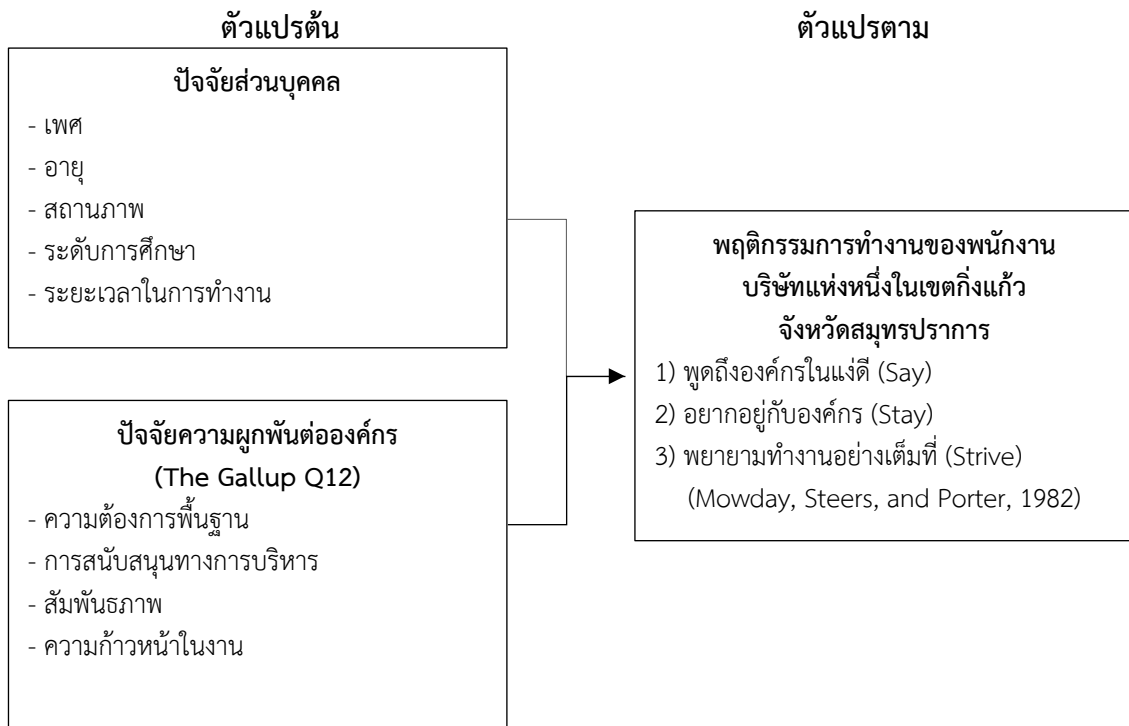 ตัวแปรต้น
ปัจจัยส่วนบุคคล
- เพศ
- อายุ
- สถานภาพ
- ระดับการศึกษา
- ระยะเวลาในการทำงาน
ปัจจัยความผูกพันต่อองค์กร
(The Gallup Q12)
- ความต้องการพื้นฐาน
- การสนับสนุนทางการบริหาร
- สัมพันธภาพ
- ความก้าวหน้าในงาน
ตัวแปรตาม
พฤติกรรมการทำงานของพนักงาน
บริษัทแห่งหนึ่งในเขตกิ่งแก้ว
จังหวัดสมุทรปราการ
1) พูดถึงองค์กรในแง่ดี (Say)
2) อยากอยู่กับองค์กร (Stay)
3) พยายามทำงานอย่างเต็มที่ (Strive)
(Mowday, Steers, and Porter, 1982)